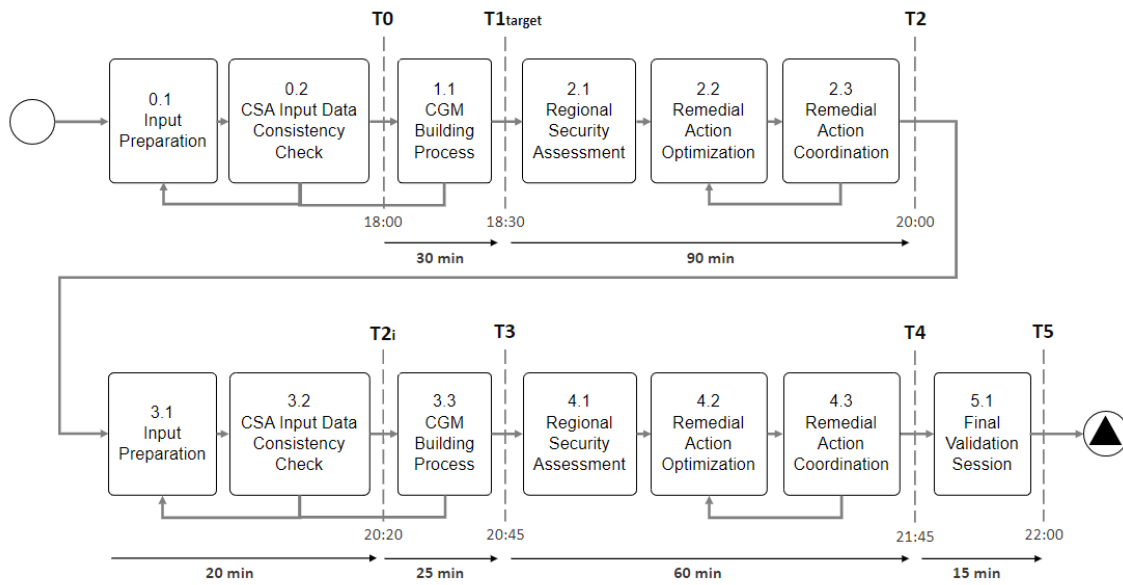 T0
T1target
T2
0.1
Input
Preparation
0.2
CSA Input Data
Consistency
Check
1.1
CGM
Building
Process
2.1
Regional
Security
Assessment
2.2
Remedial
Action
Optimization
2.3
Remedial
Action
Coordination
18:00
18:30
20:00
30 min
90 min
T2i
T3
T4
T5
3.1
Input
Preparation
3.2
CSA Input Data
Consistency
Check
3.3
CGM
Building
Process
4.1
Regional
Security
Assessment
4.2
Remedial
Action
Optimization
4.3
Remedial
Action
Coordination
5.1
Final
Validation
Session
20:20
20:45
21:45
22:00
20 min
25 min
60 min
15 min